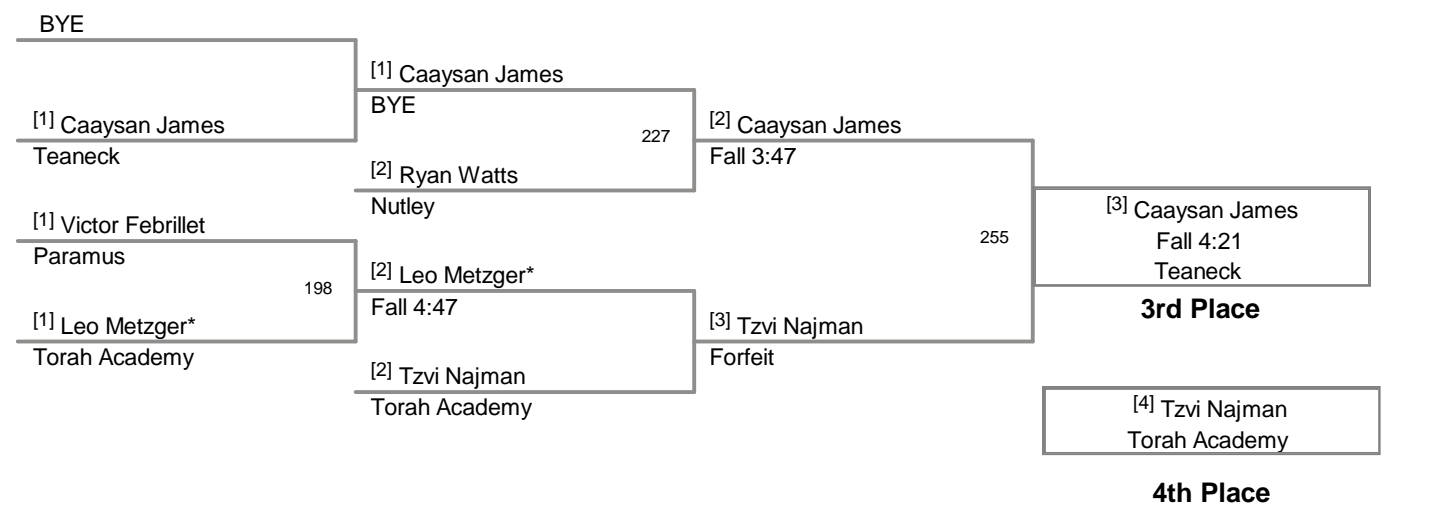 BYE
[1] Caaysan James
Teaneck
[1] Victor Febrillet
Paramus
198
[1] Leo Metzger*
Torah Academy
[1] Caaysan James
BYE
227
[2] Ryan Watts
Nutley
[2] Leo Metzger*
Fall 4:47
[2] Tzvi Najman
Torah Academy
[2] Caaysan James
Fall 3:47
255
[3] Tzvi Najman
Forfeit
[3] Caaysan James
Fall 4:21
Teaneck
3rd Place
[4] Tzvi Najman
Torah Academy
4th Place